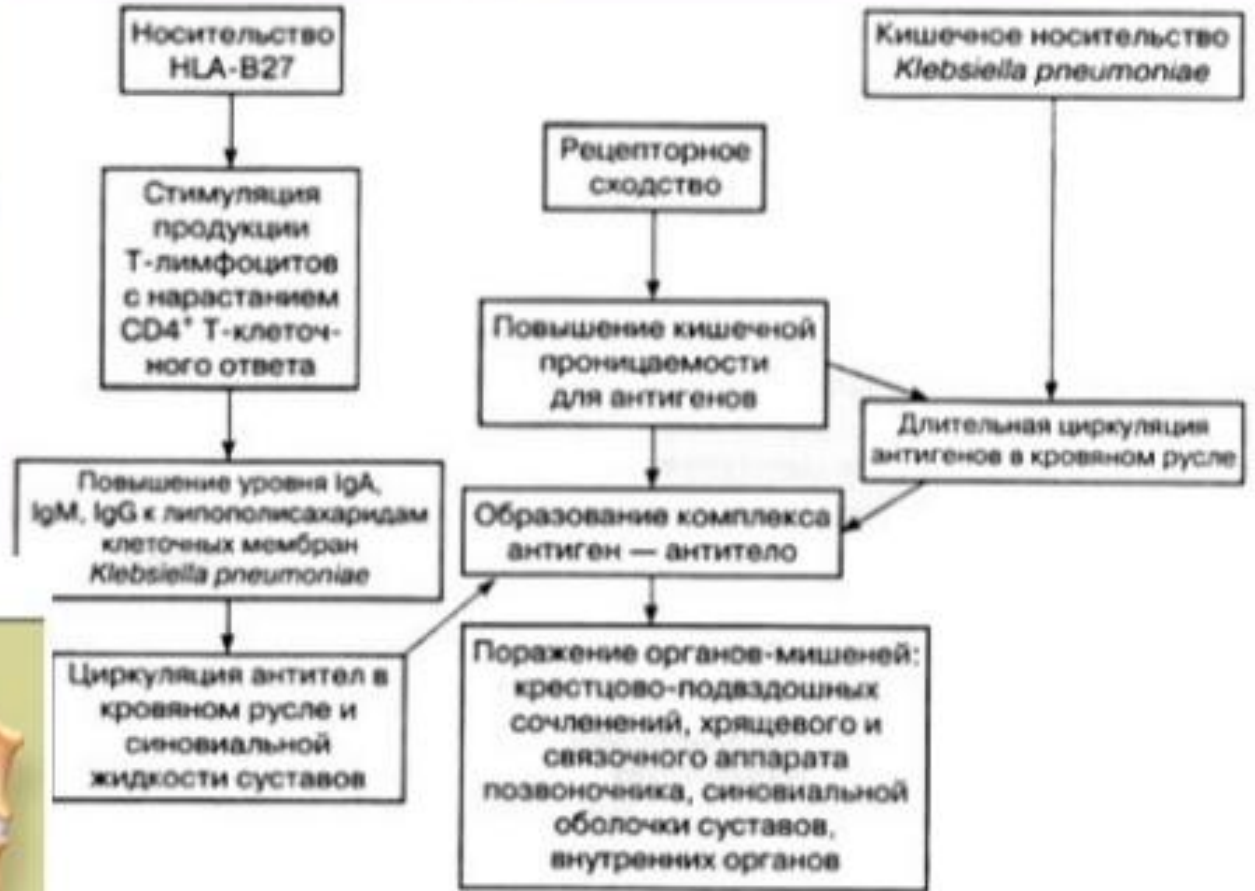 Носительство
HLA-B27
Кишечное носительство
Klebsiella pneumoniae
Рецепторное
сходство
Стимуляция
продукции
Т-лимфоцитов
с нарастанием
CD4⁺ Т-клеточ-
ного ответа
Повышение кишечной
проницаемости
для антигенов
Длительная циркуляция
антигенов в кровяном русле
Повышение уровня IgA,
IgM, IgG к липополисахаридам
клеточных мембран
Klebsiella pneumoniae
Образование комплекса
антиген — антитело
Циркуляция антител в
кровяном русле и
синовиальной
жидкости суставов
Поражение органов-мишеней:
крестцово-подвздошных
сочленений, хрящевого и
связочного аппарата
позвоночника, синовиальной
оболочки суставов,
внутренних органов